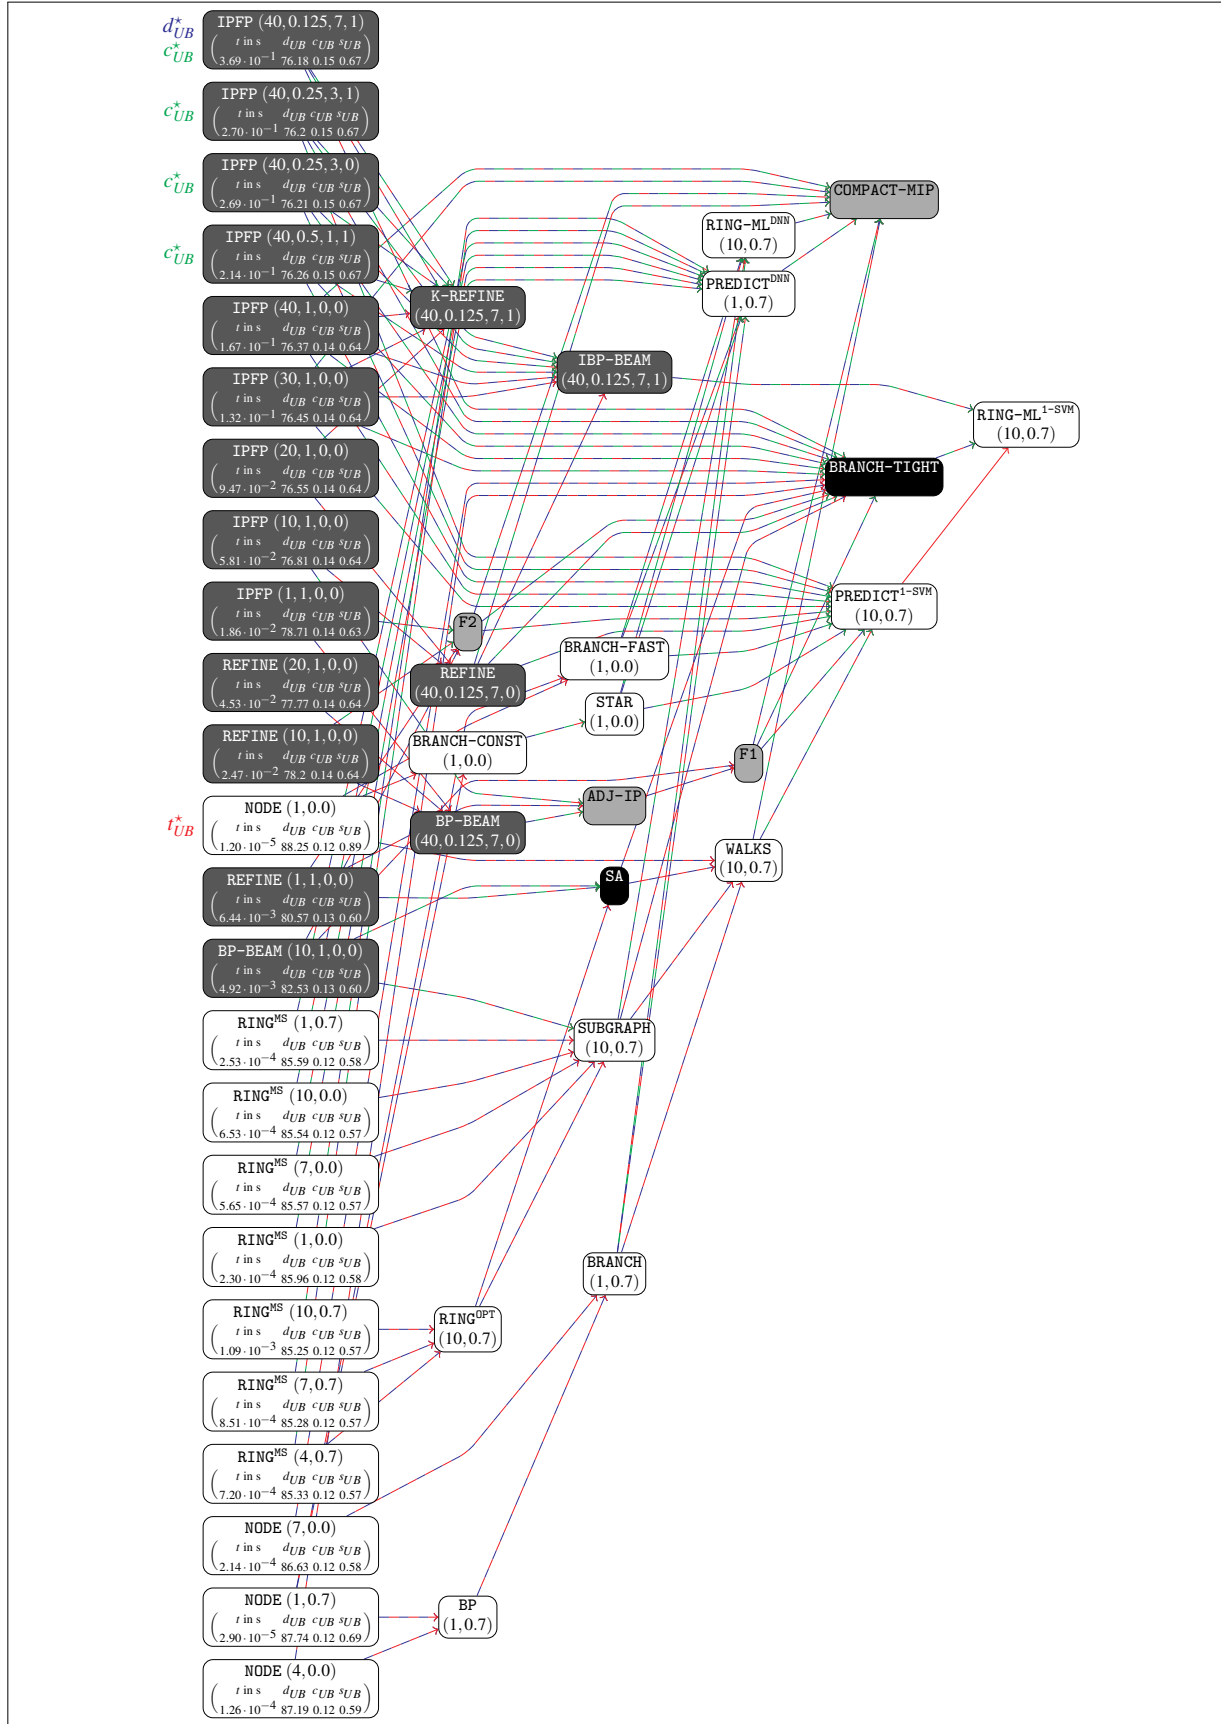 d*UB
IPFP (40,0.125,7,1)
t in s dUB cUB sUB
3.69·10−1 76.18 0.15 0.67
c*UB
IPFP (40,0.25,3,1)
t in s dUB cUB sUB
2.70·10−1 76.2 0.15 0.67
c*UB
IPFP (40,0.25,3,0)
t in s dUB cUB sUB
2.69·10−1 76.21 0.15 0.67
c*UB
IPFP (40,0.5,1,1)
t in s dUB cUB sUB
2.14·10−1 76.26 0.15 0.67
c*UB
IPFP (40,1,0,0)
t in s dUB cUB sUB
1.67·10−1 76.37 0.14 0.64
IPFP (30,1,0,0)
t in s dUB cUB sUB
1.32·10−1 76.45 0.14 0.64
IPFP (20,1,0,0)
t in s dUB cUB sUB
9.47·10−2 76.55 0.14 0.64
IPFP (10,1,0,0)
t in s dUB cUB sUB
5.81·10−2 76.81 0.14 0.64
IPFP (1,1,0,0)
t in s dUB cUB sUB
1.86·10−2 78.71 0.14 0.63
REFINE (20,1,0,0)
t in s dUB cUB sUB
4.53·10−2 77.77 0.14 0.64
REFINE (10,1,0,0)
t in s dUB cUB sUB
2.47·10−2 78.2 0.14 0.64
t*UB
NODE (1,0.0)
t in s dUB cUB sUB
1.20·10−5 88.25 0.12 0.89
REFINE (1,1,0,0)
t in s dUB cUB sUB
6.44·10−3 80.57 0.13 0.60
BP-BEAM (10,1,0,0)
t in s dUB cUB sUB
4.92·10−3 82.53 0.13 0.60
RING^MS (1,0.7)
t in s dUB cUB sUB
2.53·10−4 85.59 0.12 0.58
RING^MS (10,0.0)
t in s dUB cUB sUB
6.53·10−4 85.54 0.12 0.57
RING^MS (7,0.0)
t in s dUB cUB sUB
5.65·10−4 85.57 0.12 0.57
RING^MS (1,0.0)
t in s dUB cUB sUB
2.30·10−4 85.96 0.12 0.58
RING^MS (10,0.7)
t in s dUB cUB sUB
1.09·10−3 85.25 0.12 0.57
RING^MS (7,0.7)
t in s dUB cUB sUB
8.51·10−4 85.28 0.12 0.57
RING^MS (4,0.7)
t in s dUB cUB sUB
7.20·10−4 85.33 0.12 0.57
NODE (7,0.0)
t in s dUB cUB sUB
2.14·10−4 86.63 0.12 0.58
NODE (1,0.7)
t in s dUB cUB sUB
2.90·10−5 87.74 0.12 0.69
NODE (4,0.0)
t in s dUB cUB sUB
1.26·10−4 87.19 0.12 0.59
K-REFINE
(40,0.125,7,1)
F2
REFINE
(40,0.125,7,0)
BRANCH-CONST
(1,0.0)
BP-BEAM
(40,0.125,7,0)
RING^OPT
(10,0.7)
BP
(1,0.7)
IBP-BEAM
(40,0.125,7,1)
BRANCH-FAST
(1,0.0)
STAR
(1,0.0)
ADJ-IP
SA
SUBGRAPH
(10,0.7)
BRANCH
(1,0.7)
RING-ML^DNN
(10,0.7)
PREDICT^DNN
(1,0.7)
F1
WALKS
(10,0.7)
COMPACT-MIP
BRANCH-TIGHT
PREDICT^1-SVM
(10,0.7)
RING-ML^1-SVM
(10,0.7)